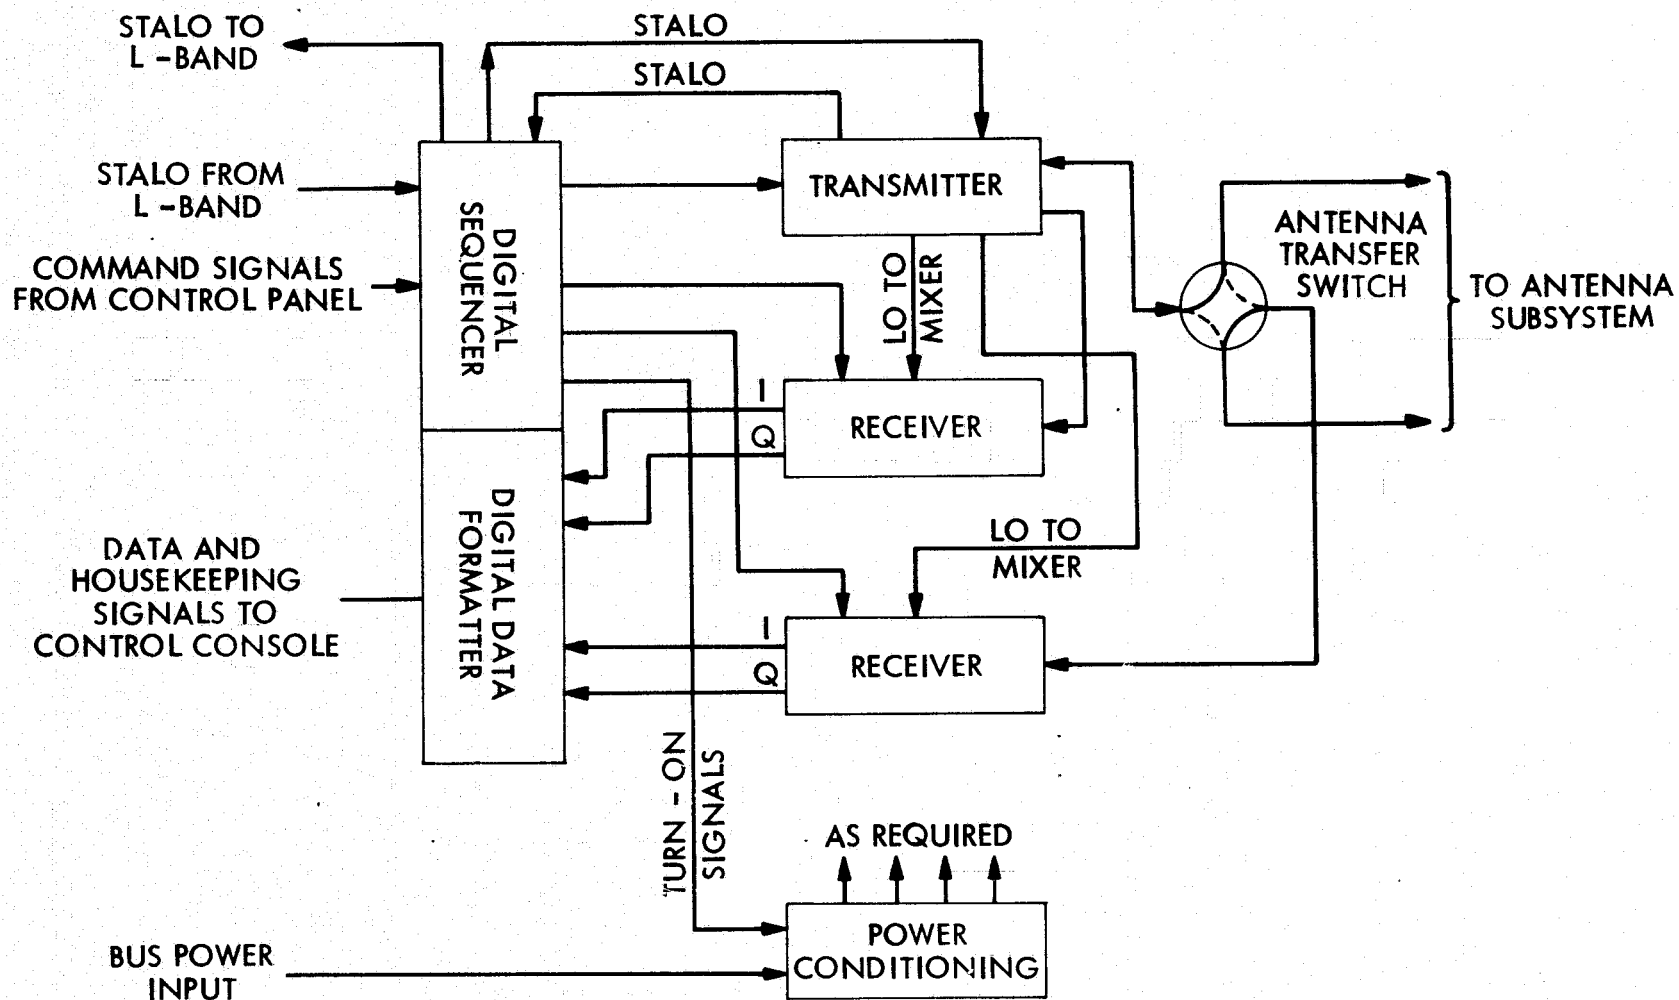 STALO TO
L -BAND
STALO
STALO
STALO FROM
L -BAND
COMMAND SIGNALS
FROM CONTROL PANEL
DIGITAL
SEQUENCER
TRANSMITTER
LO TO
MIXER
ANTENNA
TRANSFER
SWITCH
TO ANTENNA
SUBSYSTEM
I
Q
RECEIVER
DATA AND
HOUSEKEEPING
SIGNALS TO
CONTROL CONSOLE
DIGITAL DATA
FORMATTER
LO TO
MIXER
I
Q
RECEIVER
TURN - ON
SIGNALS
AS REQUIRED
POWER
CONDITIONING
BUS POWER
INPUT